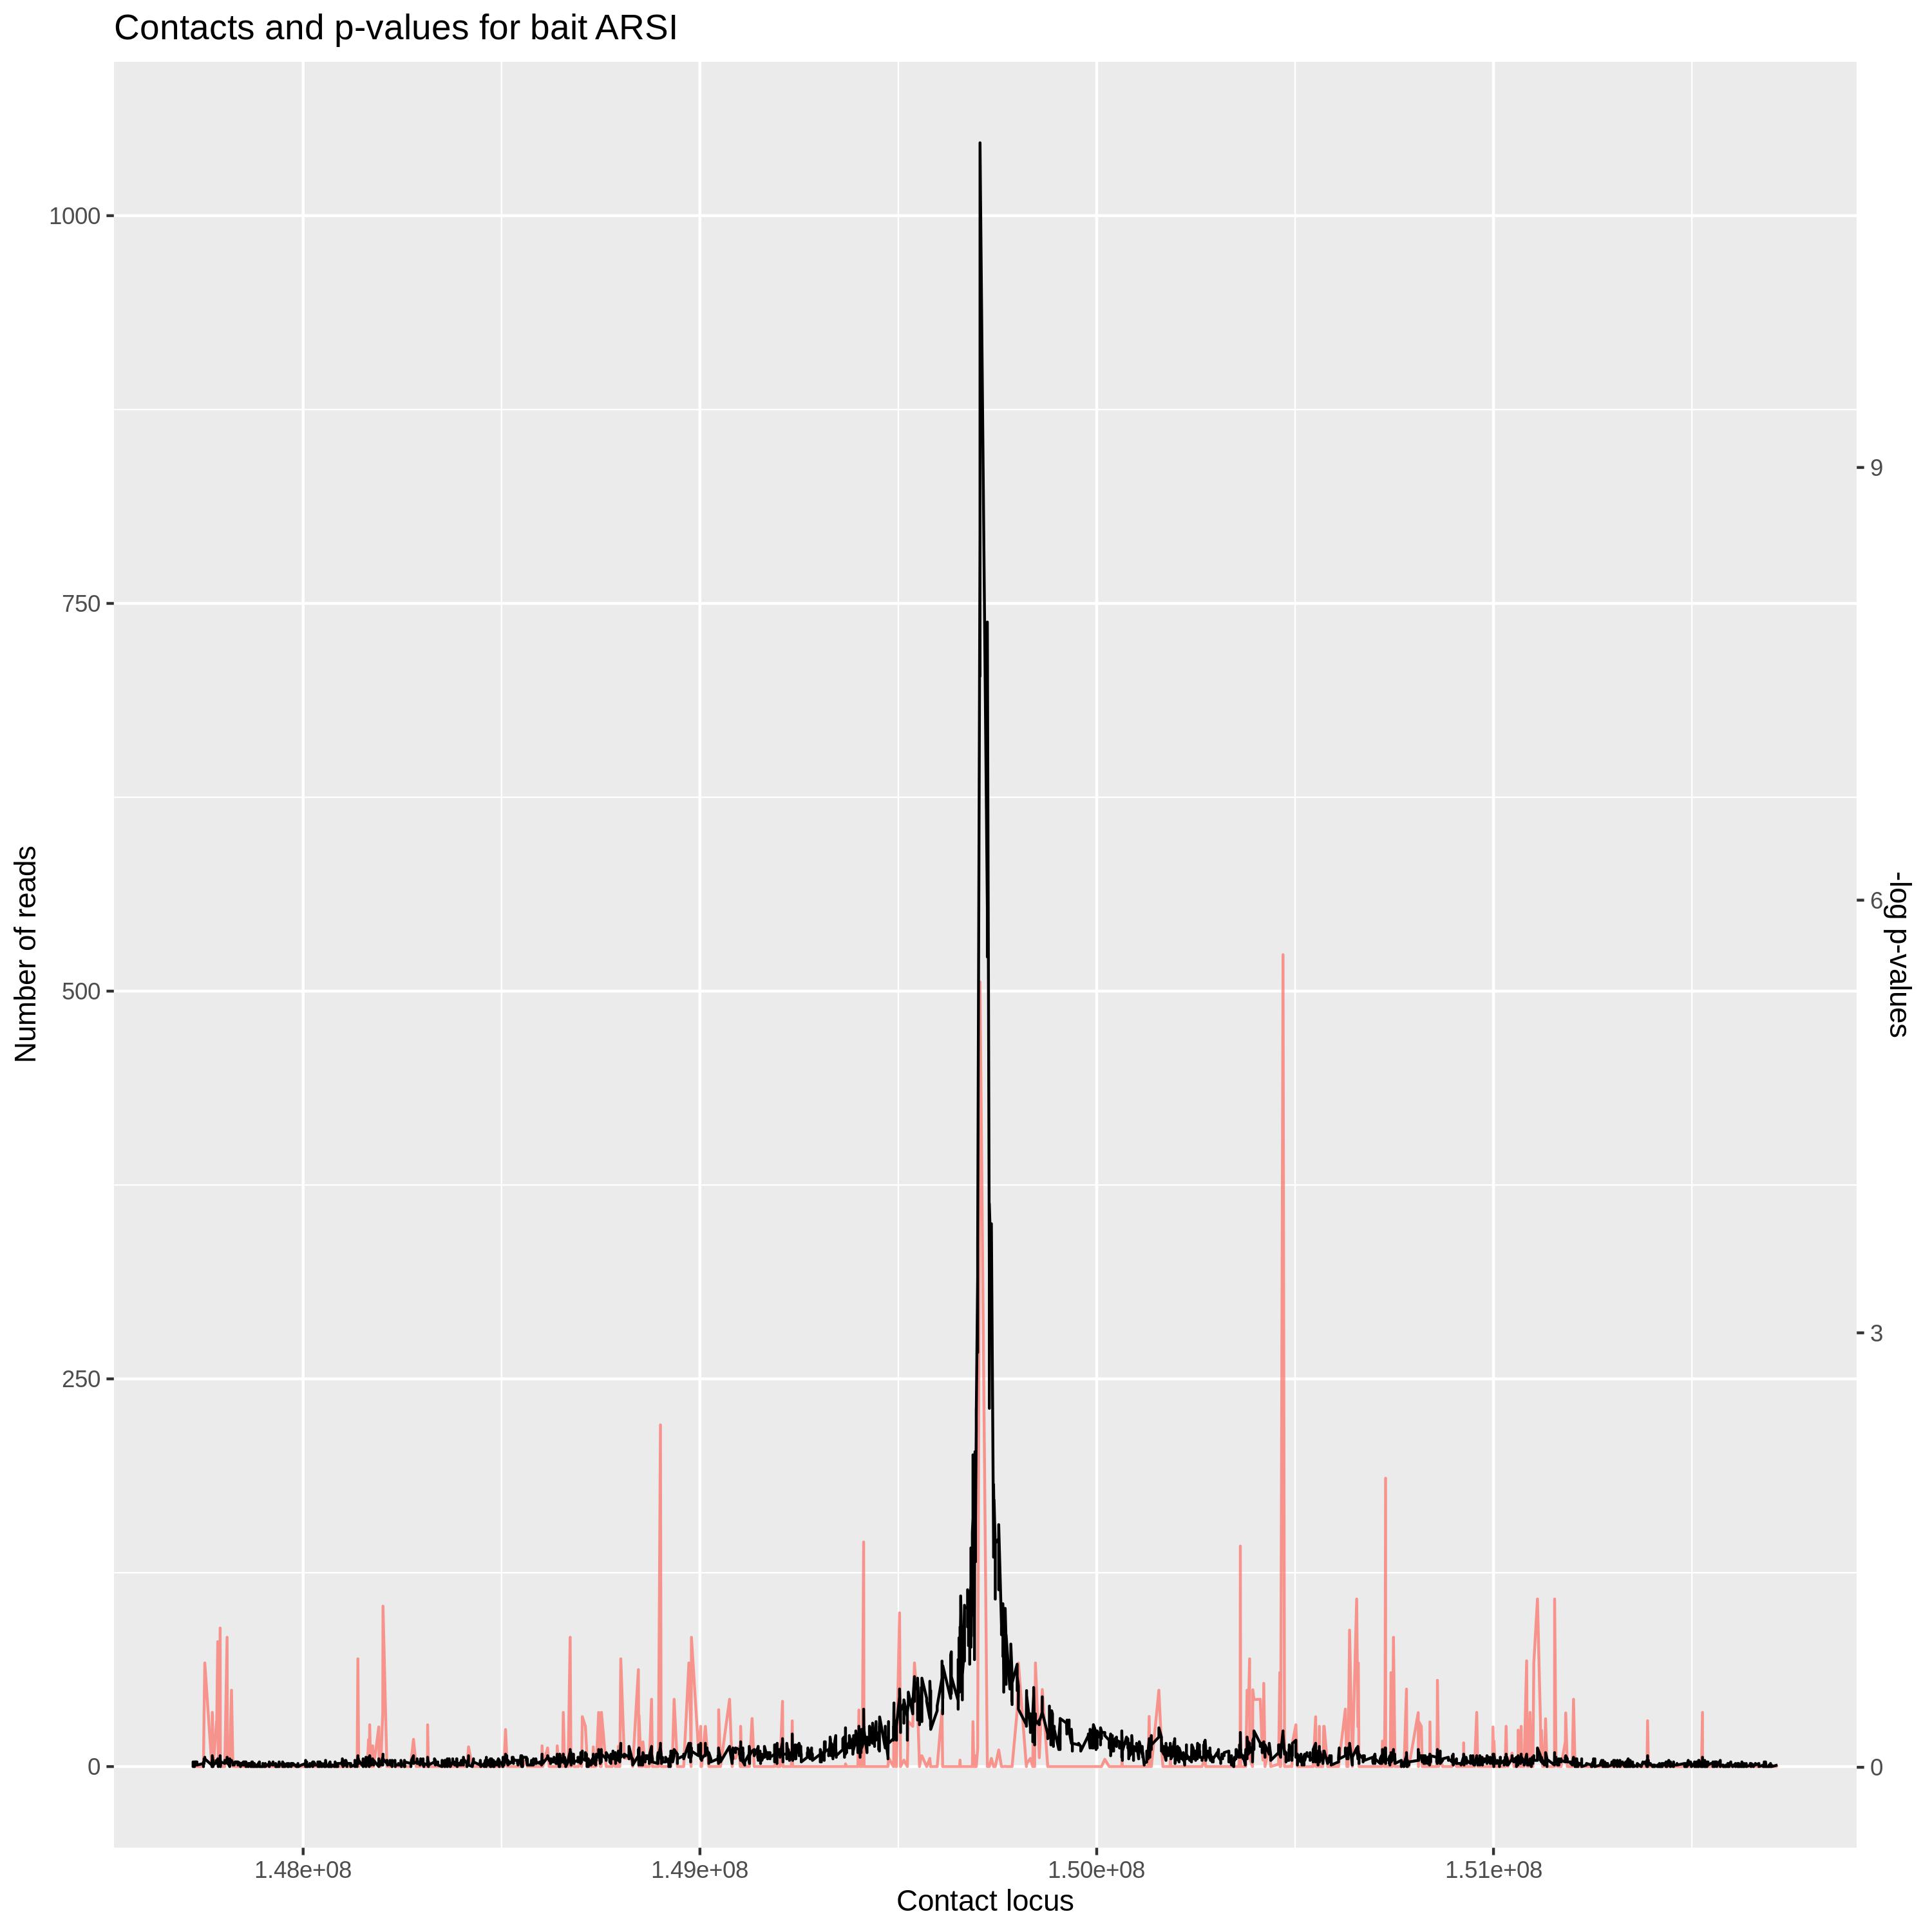 Contacts and p-values for bait ARSI
1000
750
500
250
0
Number of reads
9
6
3
0
-log p-values
1.48e+08 1.49e+08 1.50e+08 1.51e+08
Contact locus